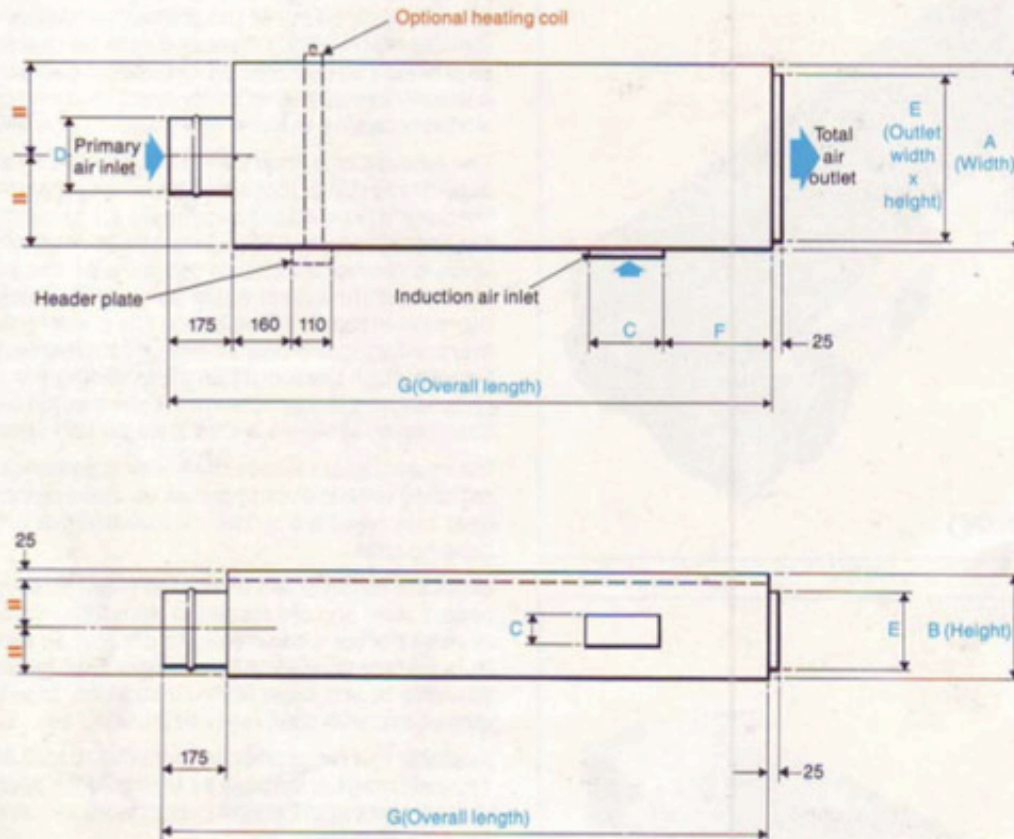 Optional heating coil
=
D
Primary
air inlet
=
Total
air
outlet
E
(Outlet
width
x
height)
A
(Width)
Header plate
Induction air inlet
175
160
110
C
F
25
G(Overall length)
25
=
=
C
E
B (Height)
175
25
G(Overall length)